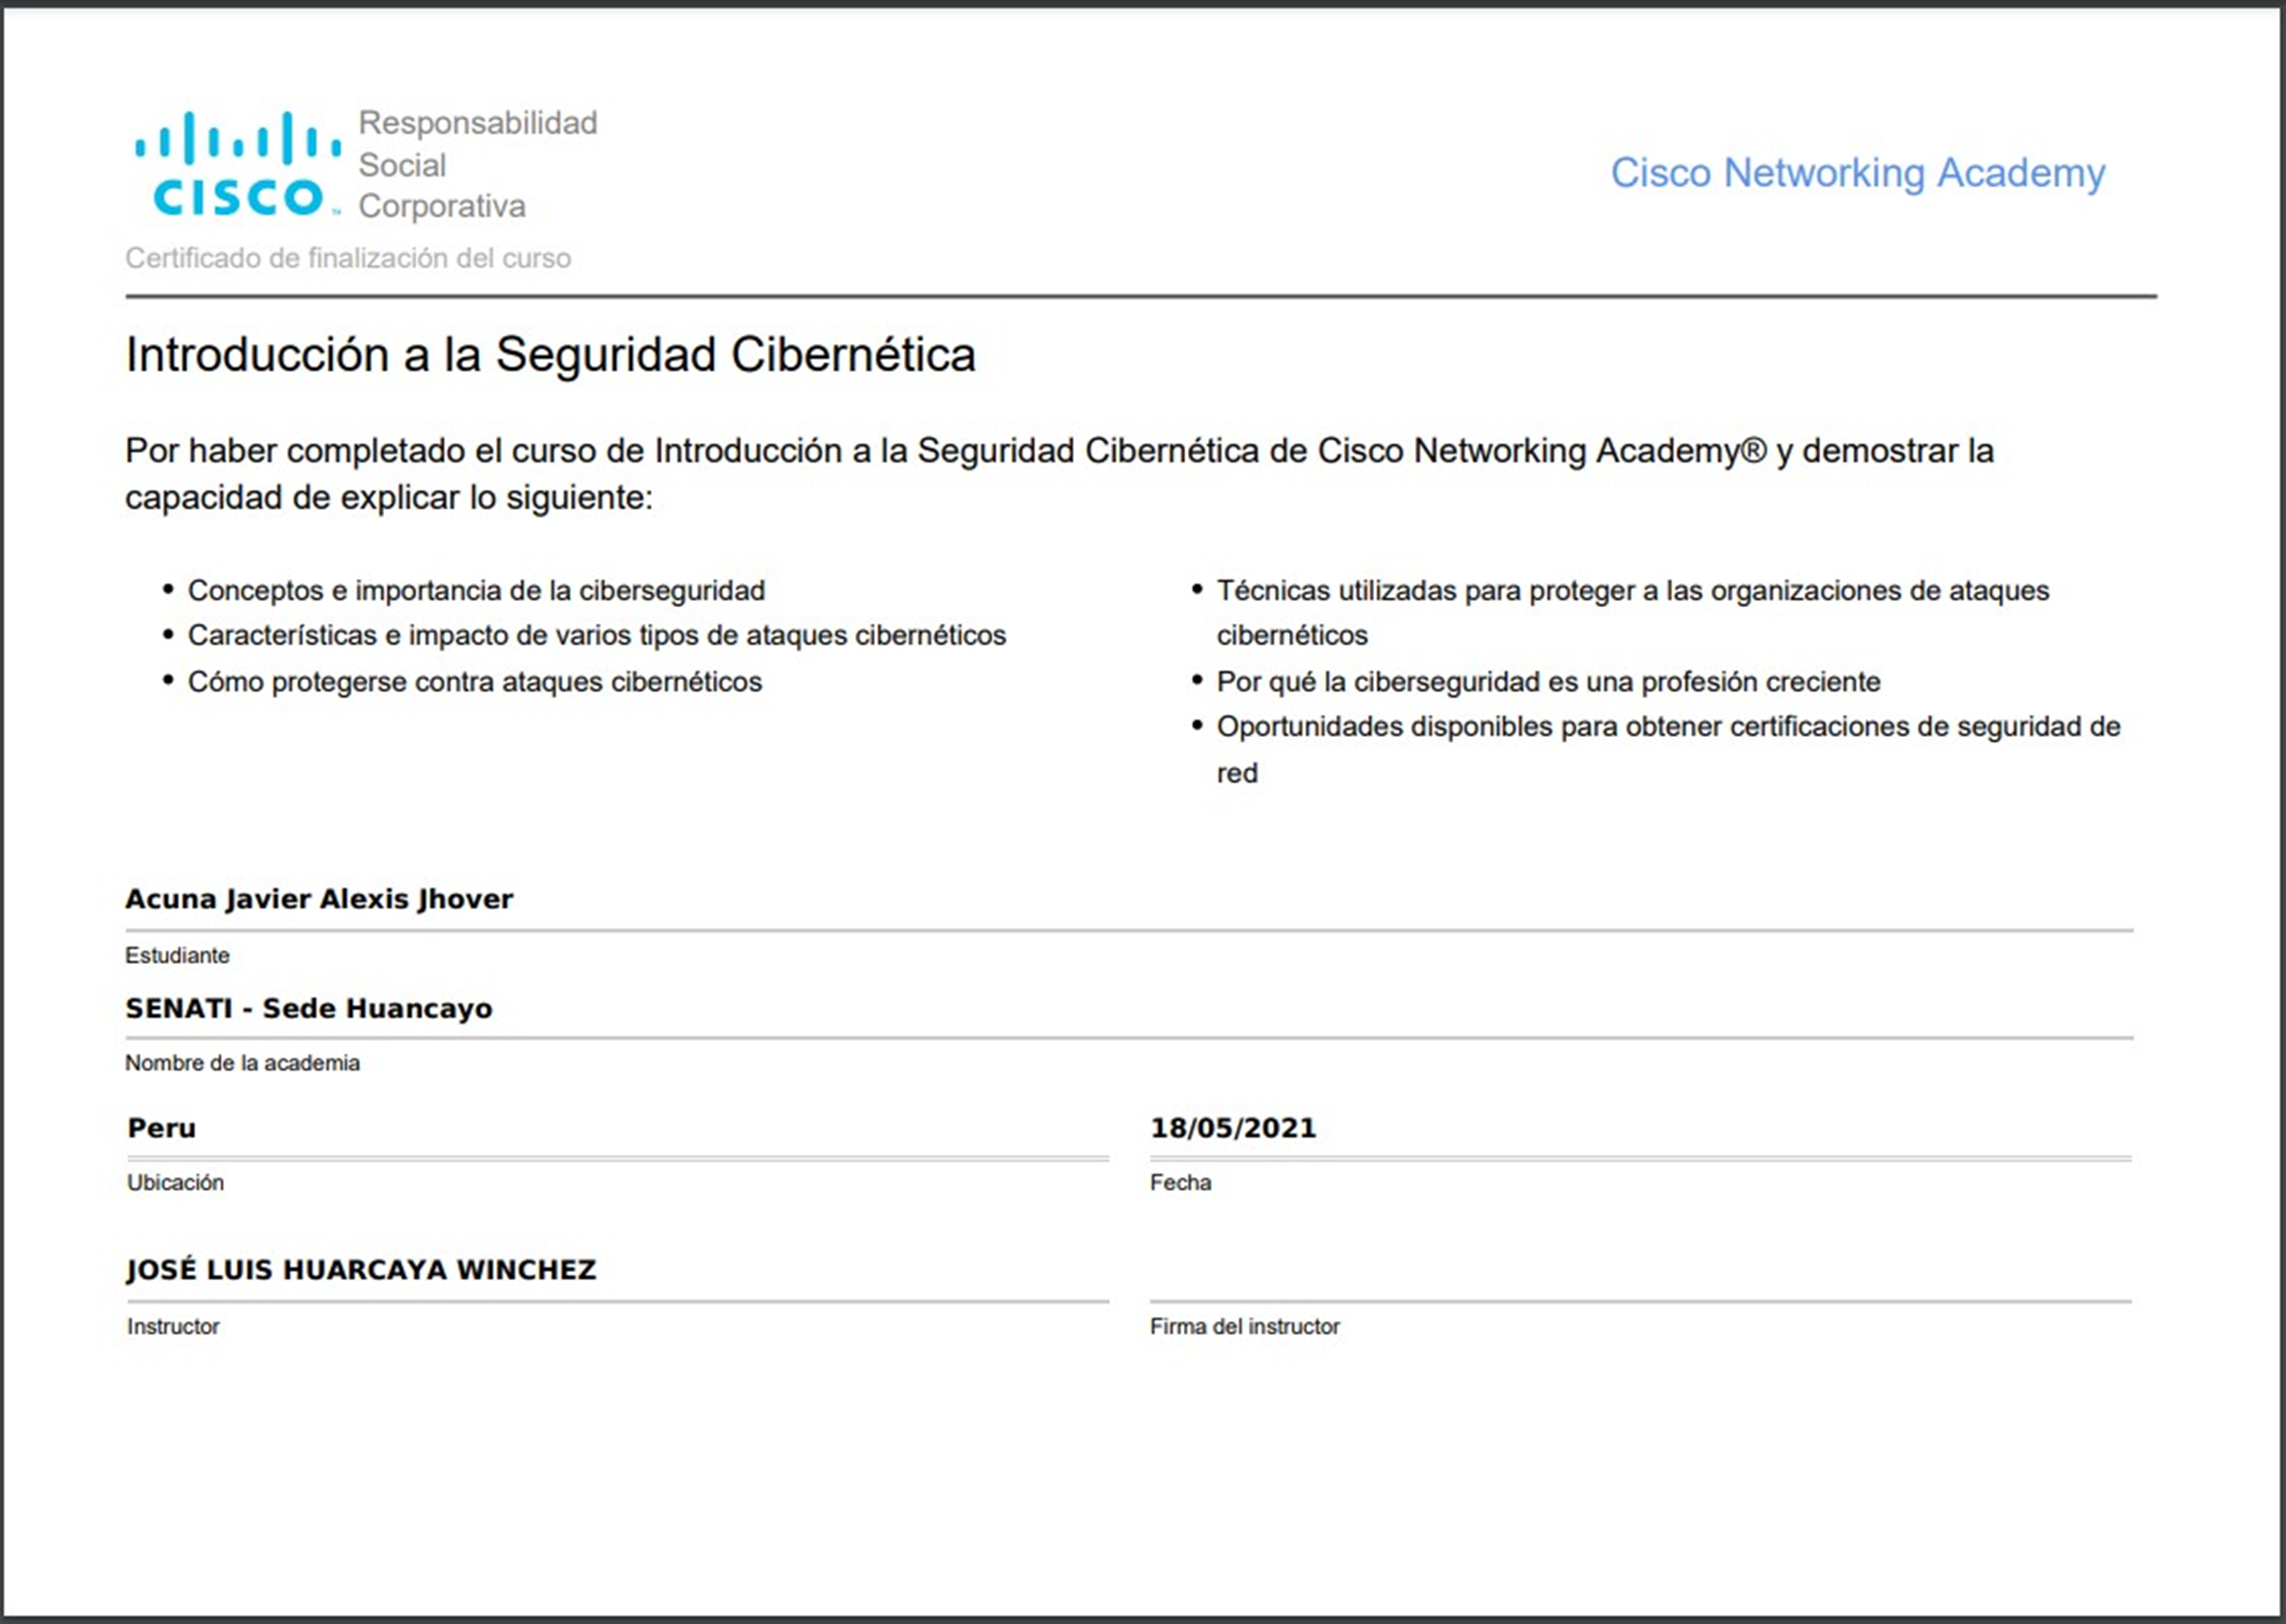 CISCO
Responsabilidad
Social
Corporativa
Cisco Networking Academy
Certificado de finalización del curso
Introducción a la Seguridad Cibernética
Por haber completado el curso de Introducción a la Seguridad Cibernética de Cisco Networking Academy® y demostrar la
capacidad de explicar lo siguiente:
• Conceptos e importancia de la ciberseguridad
• Características e impacto de varios tipos de ataques cibernéticos
• Cómo protegerse contra ataques cibernéticos
• Técnicas utilizadas para proteger a las organizaciones de ataques
cibernéticos
• Por qué la ciberseguridad es una profesión creciente
• Oportunidades disponibles para obtener certificaciones de seguridad de
red
Acuna Javier Alexis Jhover
Estudiante
SENATI - Sede Huancayo
Nombre de la academia
Peru
Ubicación
18/05/2021
Fecha
JOSÉ LUIS HUARCAYA WINCHEZ
Instructor
Firma del instructor